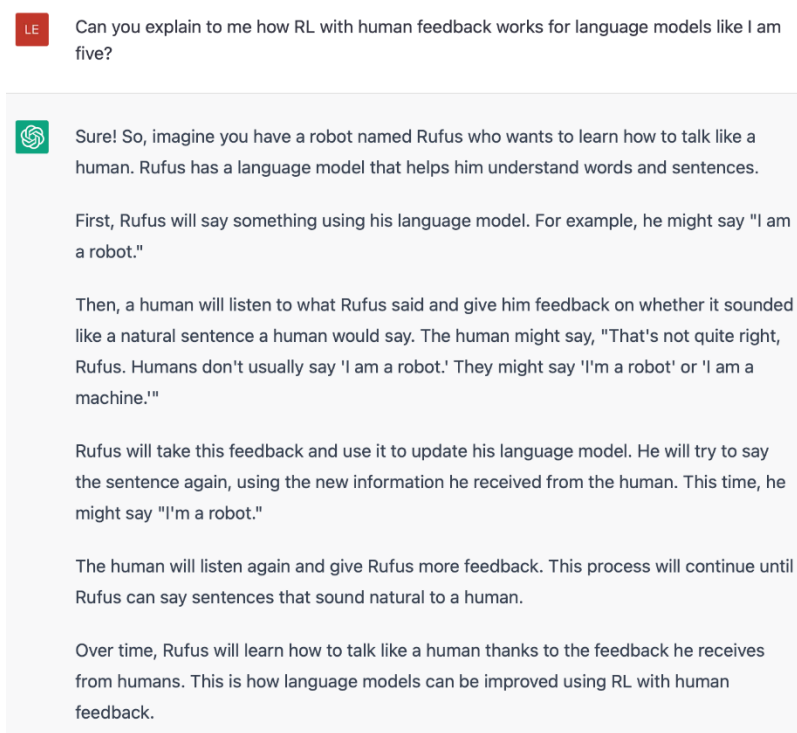 LE
Can you explain to me how RL with human feedback works for language models like I am
five?
Sure! So, imagine you have a robot named Rufus who wants to learn how to talk like a
human. Rufus has a language model that helps him understand words and sentences.
First, Rufus will say something using his language model. For example, he might say "I am
a robot."
Then, a human will listen to what Rufus said and give him feedback on whether it sounded
like a natural sentence a human would say. The human might say, "That's not quite right,
Rufus. Humans don't usually say 'I am a robot.' They might say 'I'm a robot' or 'I am a
machine.'"
Rufus will take this feedback and use it to update his language model. He will try to say
the sentence again, using the new information he received from the human. This time, he
might say "I'm a robot."
The human will listen again and give Rufus more feedback. This process will continue until
Rufus can say sentences that sound natural to a human.
Over time, Rufus will learn how to talk like a human thanks to the feedback he receives
from humans. This is how language models can be improved using RL with human
feedback.